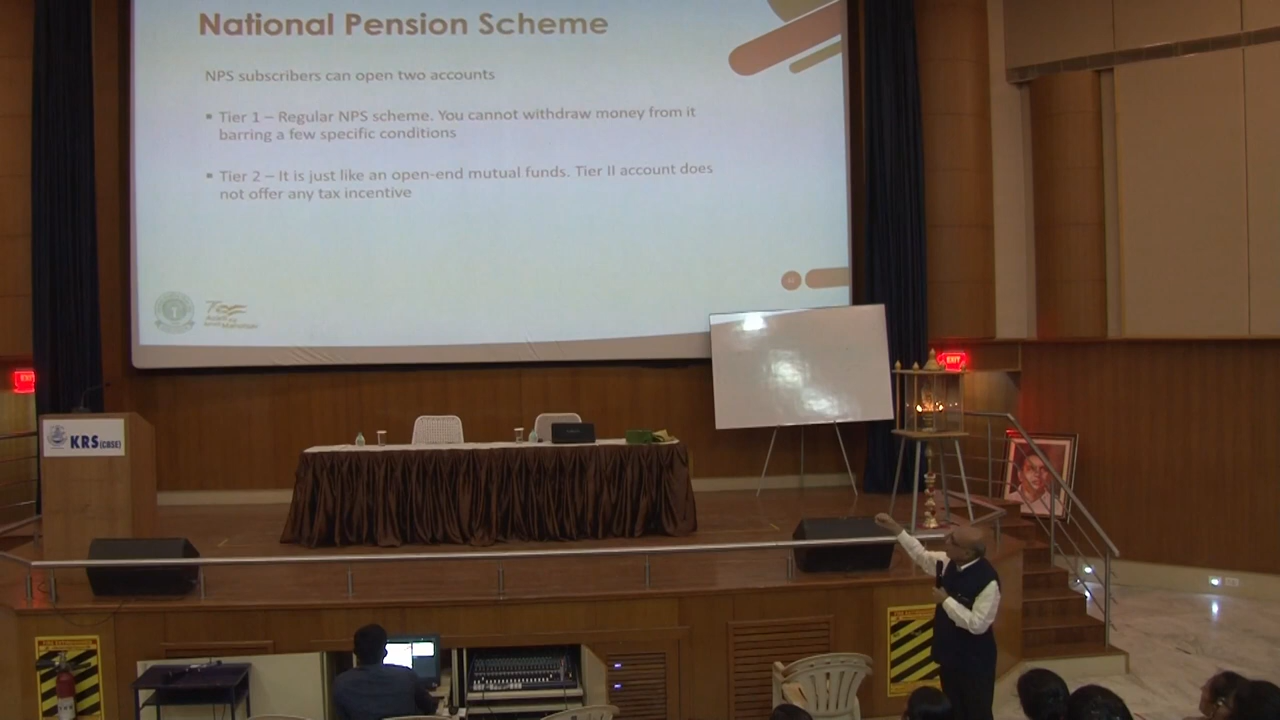 National Pension Scheme
NPS subscribers can open two accounts
▪ Tier 1 – Regular NPS scheme. You cannot withdraw money from it
barring a few specific conditions
▪ Tier 2 – It is just like an open-end mutual funds. Tier II account does
not offer any tax incentive
EXIT
EXIT
KRS (CBSE)